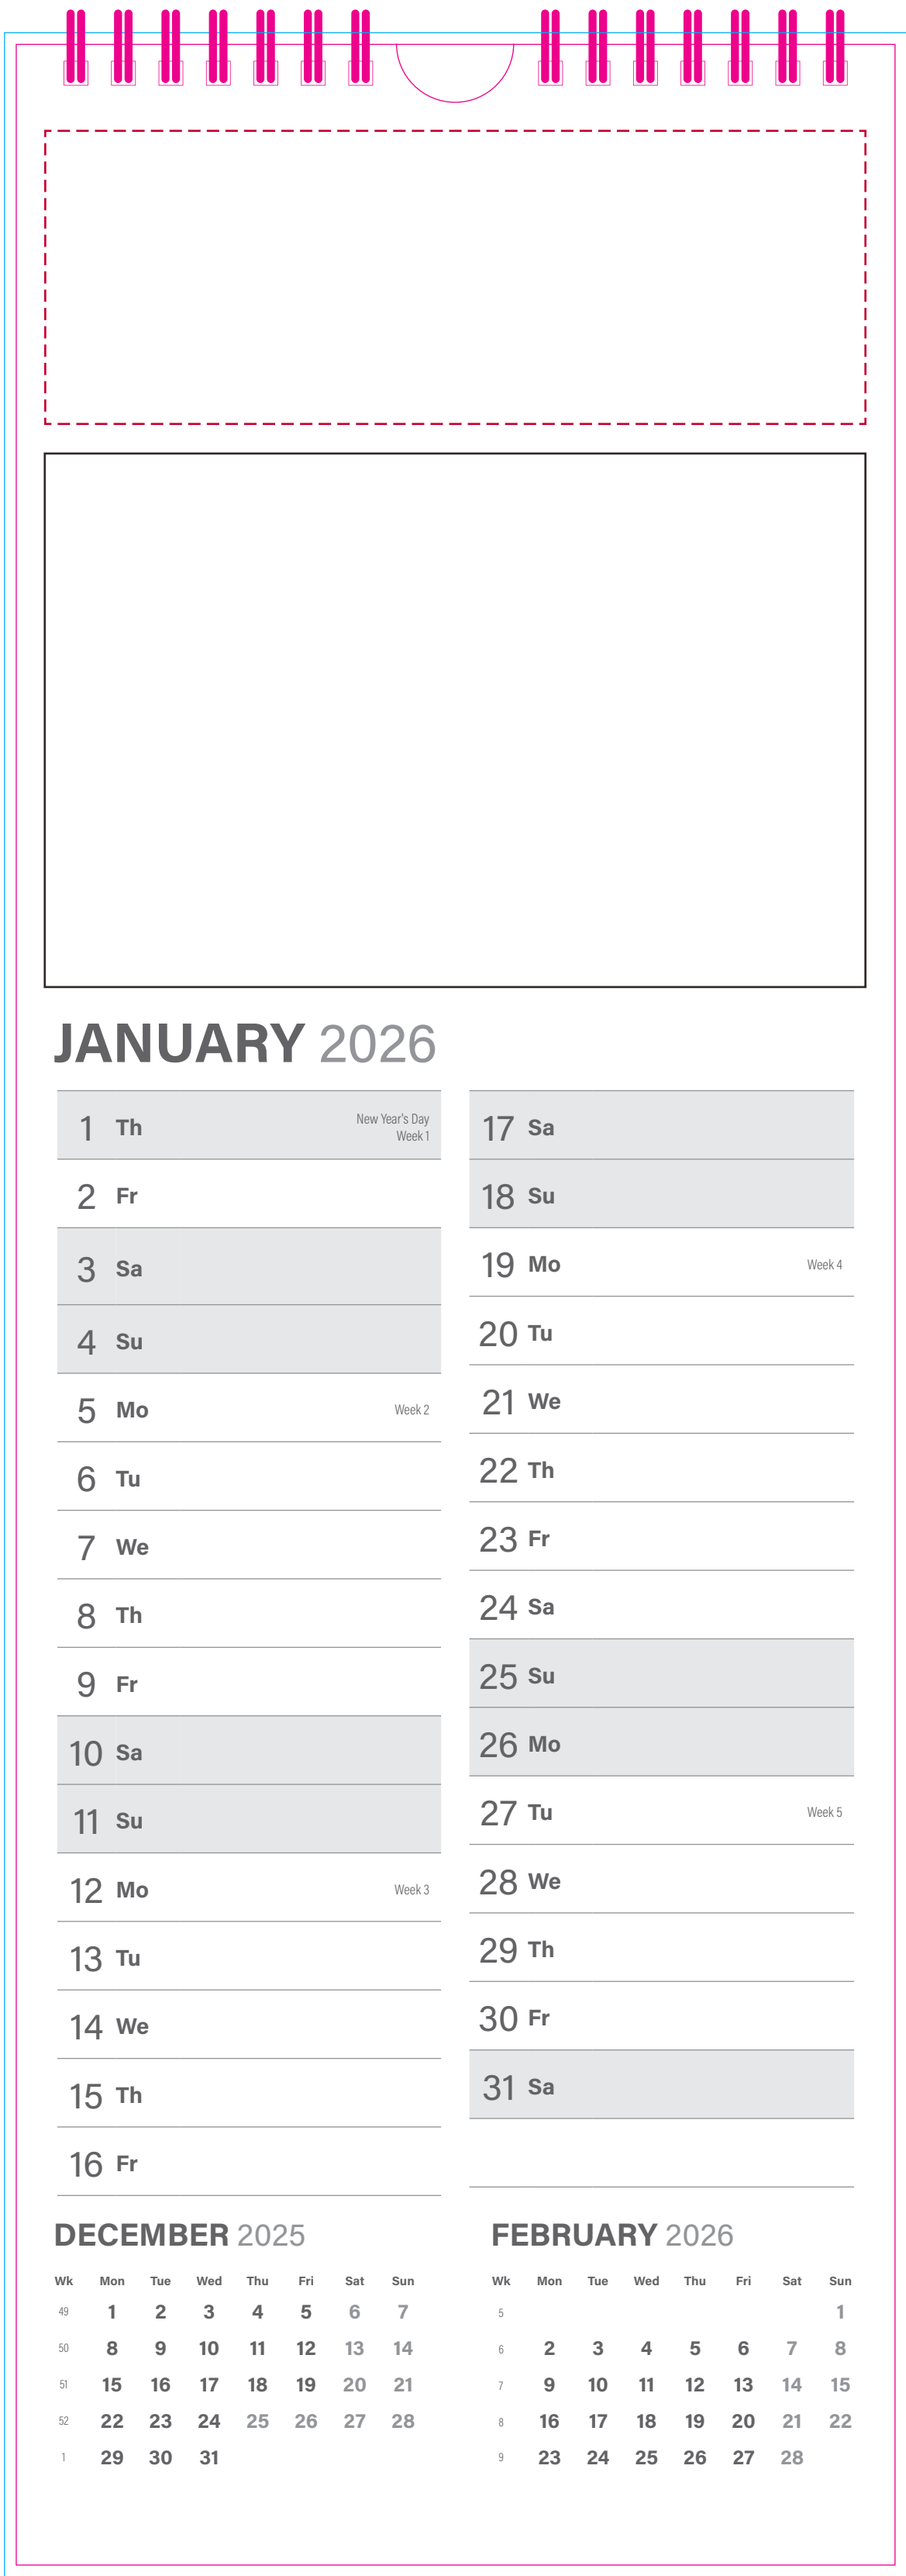 JANUARY 2026
1 Th New Year's Day
Week 1
2 Fr
3 Sa
4 Su
5 Mo Week 2
6 Tu
7 We
8 Th
9 Fr
10 Sa
11 Su
12 Mo Week 3
13 Tu
14 We
15 Th
16 Fr
17 Sa
18 Su
19 Mo Week 4
20 Tu
21 We
22 Th
23 Fr
24 Sa
25 Su
26 Mo
27 Tu Week 5
28 We
29 Th
30 Fr
31 Sa
DECEMBER 2025
Wk Mon Tue Wed Thu Fri Sat Sun
49 1 2 3 4 5 6 7
50 8 9 10 11 12 13 14
51 15 16 17 18 19 20 21
52 22 23 24 25 26 27 28
1 29 30 31
FEBRUARY 2026
Wk Mon Tue Wed Thu Fri Sat Sun
5 1
6 2 3 4 5 6 7 8
7 9 10 11 12 13 14 15
8 16 17 18 19 20 21 22
9 23 24 25 26 27 28